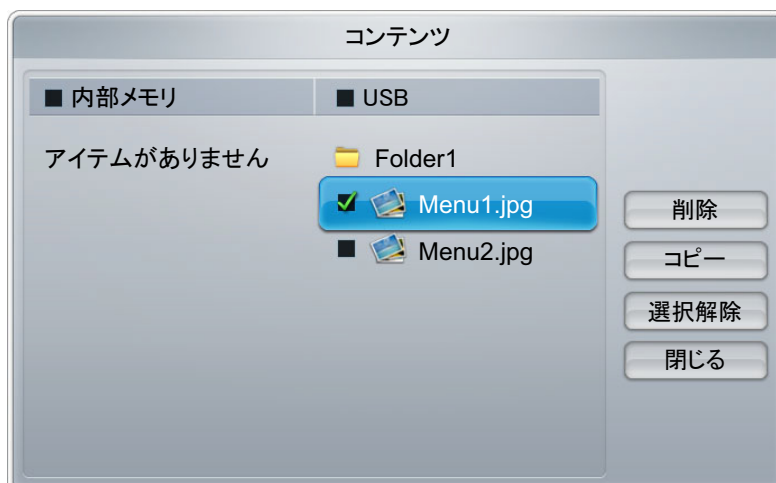 コンテンツ
内部メモリ
USB
アイテムがありません
Folder1
Menu1.jpg
Menu2.jpg
削除
コピー
選択解除
閉じる